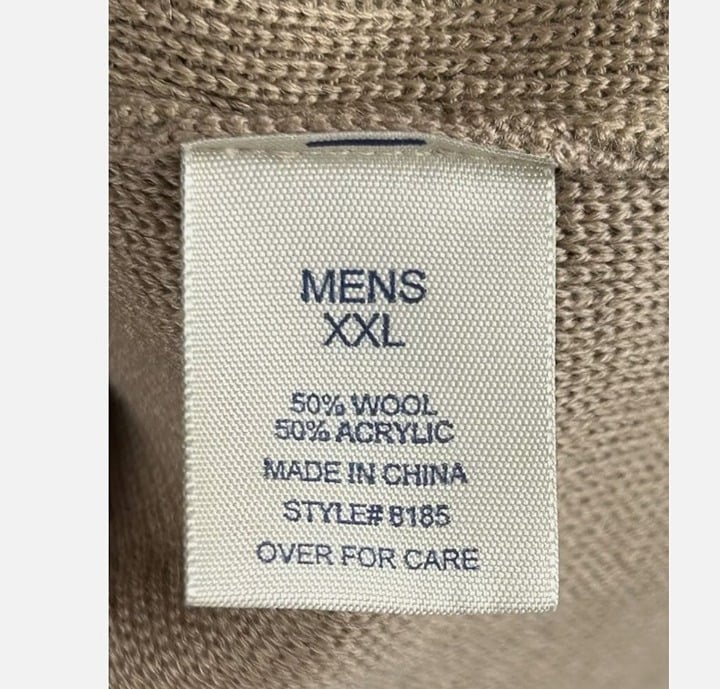 MENS
XXL
50% WOOL
50% ACRYLIC
MADE IN CHINA
STYLE# 8185
OVER FOR CARE